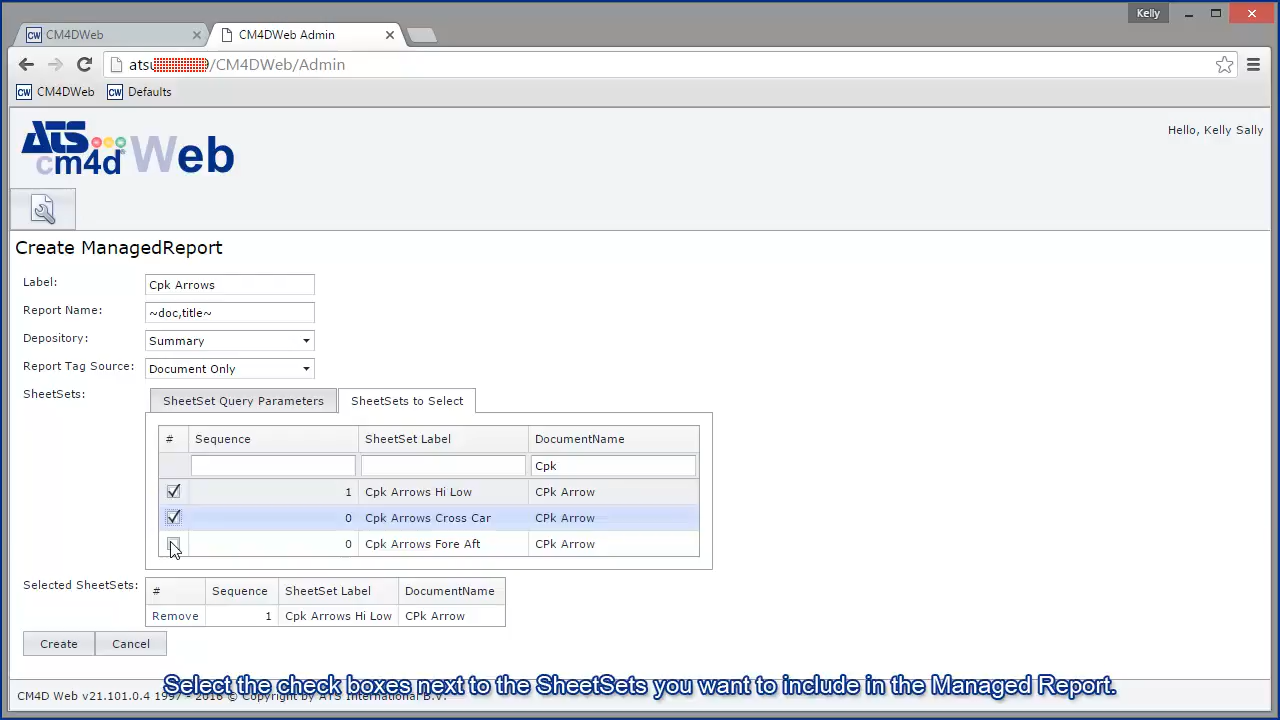 Kelly
CM4DWeb
CM4DWeb Admin
atsu /CM4DWeb/Admin
CM4DWeb
Defaults
ATS
cm4d Web
Hello, Kelly Sally
Create ManagedReport
Label:
Cpk Arrows
Report Name:
~doc,title~
Depository:
Summary
Report Tag Source:
Document Only
SheetSets:
SheetSet Query Parameters
SheetSets to Select
# Sequence SheetSet Label DocumentName
Cpk
1 Cpk Arrows Hi Low CPk Arrow
0 Cpk Arrows Cross Car CPk Arrow
0 Cpk Arrows Fore Aft CPk Arrow
Selected SheetSets:
# Sequence SheetSet Label DocumentName
Remove 1 Cpk Arrows Hi Low CPk Arrow
Create Cancel
Select the check boxes next to the SheetSets you want to include in the Managed Report.
CM4D Web v21.101.0.4 1997 - 2016 © Copyright by ATS International B.V.